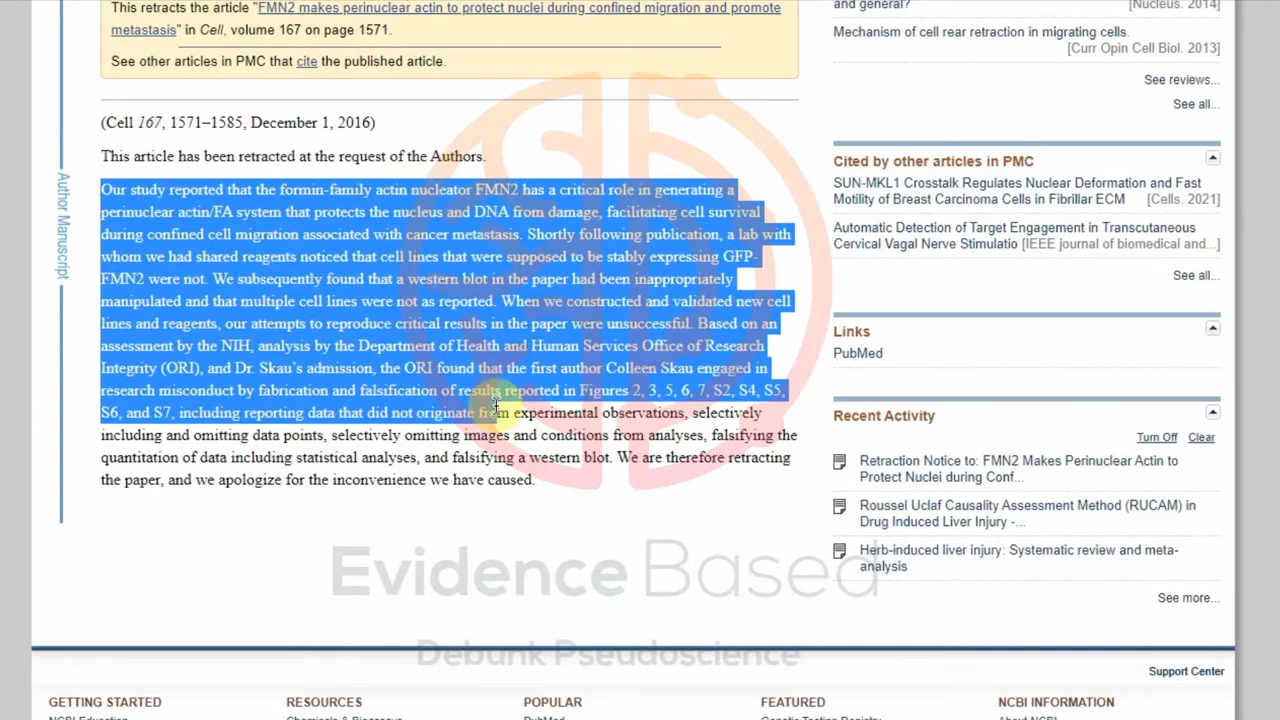 This retracts the article "FMN2 makes perinuclear actin to protect nuclei during confined migration and promote
metastasis" in Cell, volume 167 on page 1571.
See other articles in PMC that cite the published article.
(Cell 167, 1571–1585, December 1, 2016)
This article has been retracted at the request of the Authors.
Our study reported that the formin-family actin nucleator FMN2 has a critical role in generating a
perinuclear actin/FA system that protects the nucleus and DNA from damage, facilitating cell survival
during confined cell migration associated with cancer metastasis. Shortly following publication, a lab with
whom we had shared reagents noticed that cell lines that were supposed to be stably expressing GFP-
FMN2 were not. We subsequently found that a western blot in the paper had been inappropriately
manipulated and that multiple cell lines were not as reported. When we constructed and validated new cell
lines and reagents, our attempts to reproduce critical results in the paper were unsuccessful. Based on an
assessment by the NIH, analysis by the Department of Health and Human Services Office of Research
Integrity (ORI), and Dr. Skau's admission, the ORI found that the first author Colleen Skau engaged in
research misconduct by fabrication and falsification of results reported in Figures 2, 3, 5, 6, 7, S2, S4, S5,
S6, and S7, including reporting data that did not originate from experimental observations, selectively
including and omitting data points, selectively omitting images and conditions from analyses, falsifying the
quantitation of data including statistical analyses, and falsifying a western blot. We are therefore retracting
the paper, and we apologize for the inconvenience we have caused.
Author Manuscript
and general?
[Nucleus. 2014]
Mechanism of cell rear retraction in migrating cells.
[Curr Opin Cell Biol. 2013]
See reviews...
See all...
Cited by other articles in PMC
SUN-MKL1 Crosstalk Regulates Nuclear Deformation and Fast
Motility of Breast Carcinoma Cells in Fibrillar ECM [Cells. 2021]
Automatic Detection of Target Engagement in Transcutaneous
Cervical Vagal Nerve Stimulatio [IEEE journal of biomedical and...]
See all...
Links
PubMed
Recent Activity
Turn Off Clear
Retraction Notice to: FMN2 Makes Perinuclear Actin to
Protect Nuclei during Conf...
Roussel Uclaf Causality Assessment Method (RUCAM) in
Drug Induced Liver Injury -...
Herb-induced liver injury: Systematic review and meta-
analysis
See more...
Evidence Based
Debunk Pseudoscience
Support Center
GETTING STARTED RESOURCES POPULAR FEATURED NCBI INFORMATION
NCBI Education PubMed